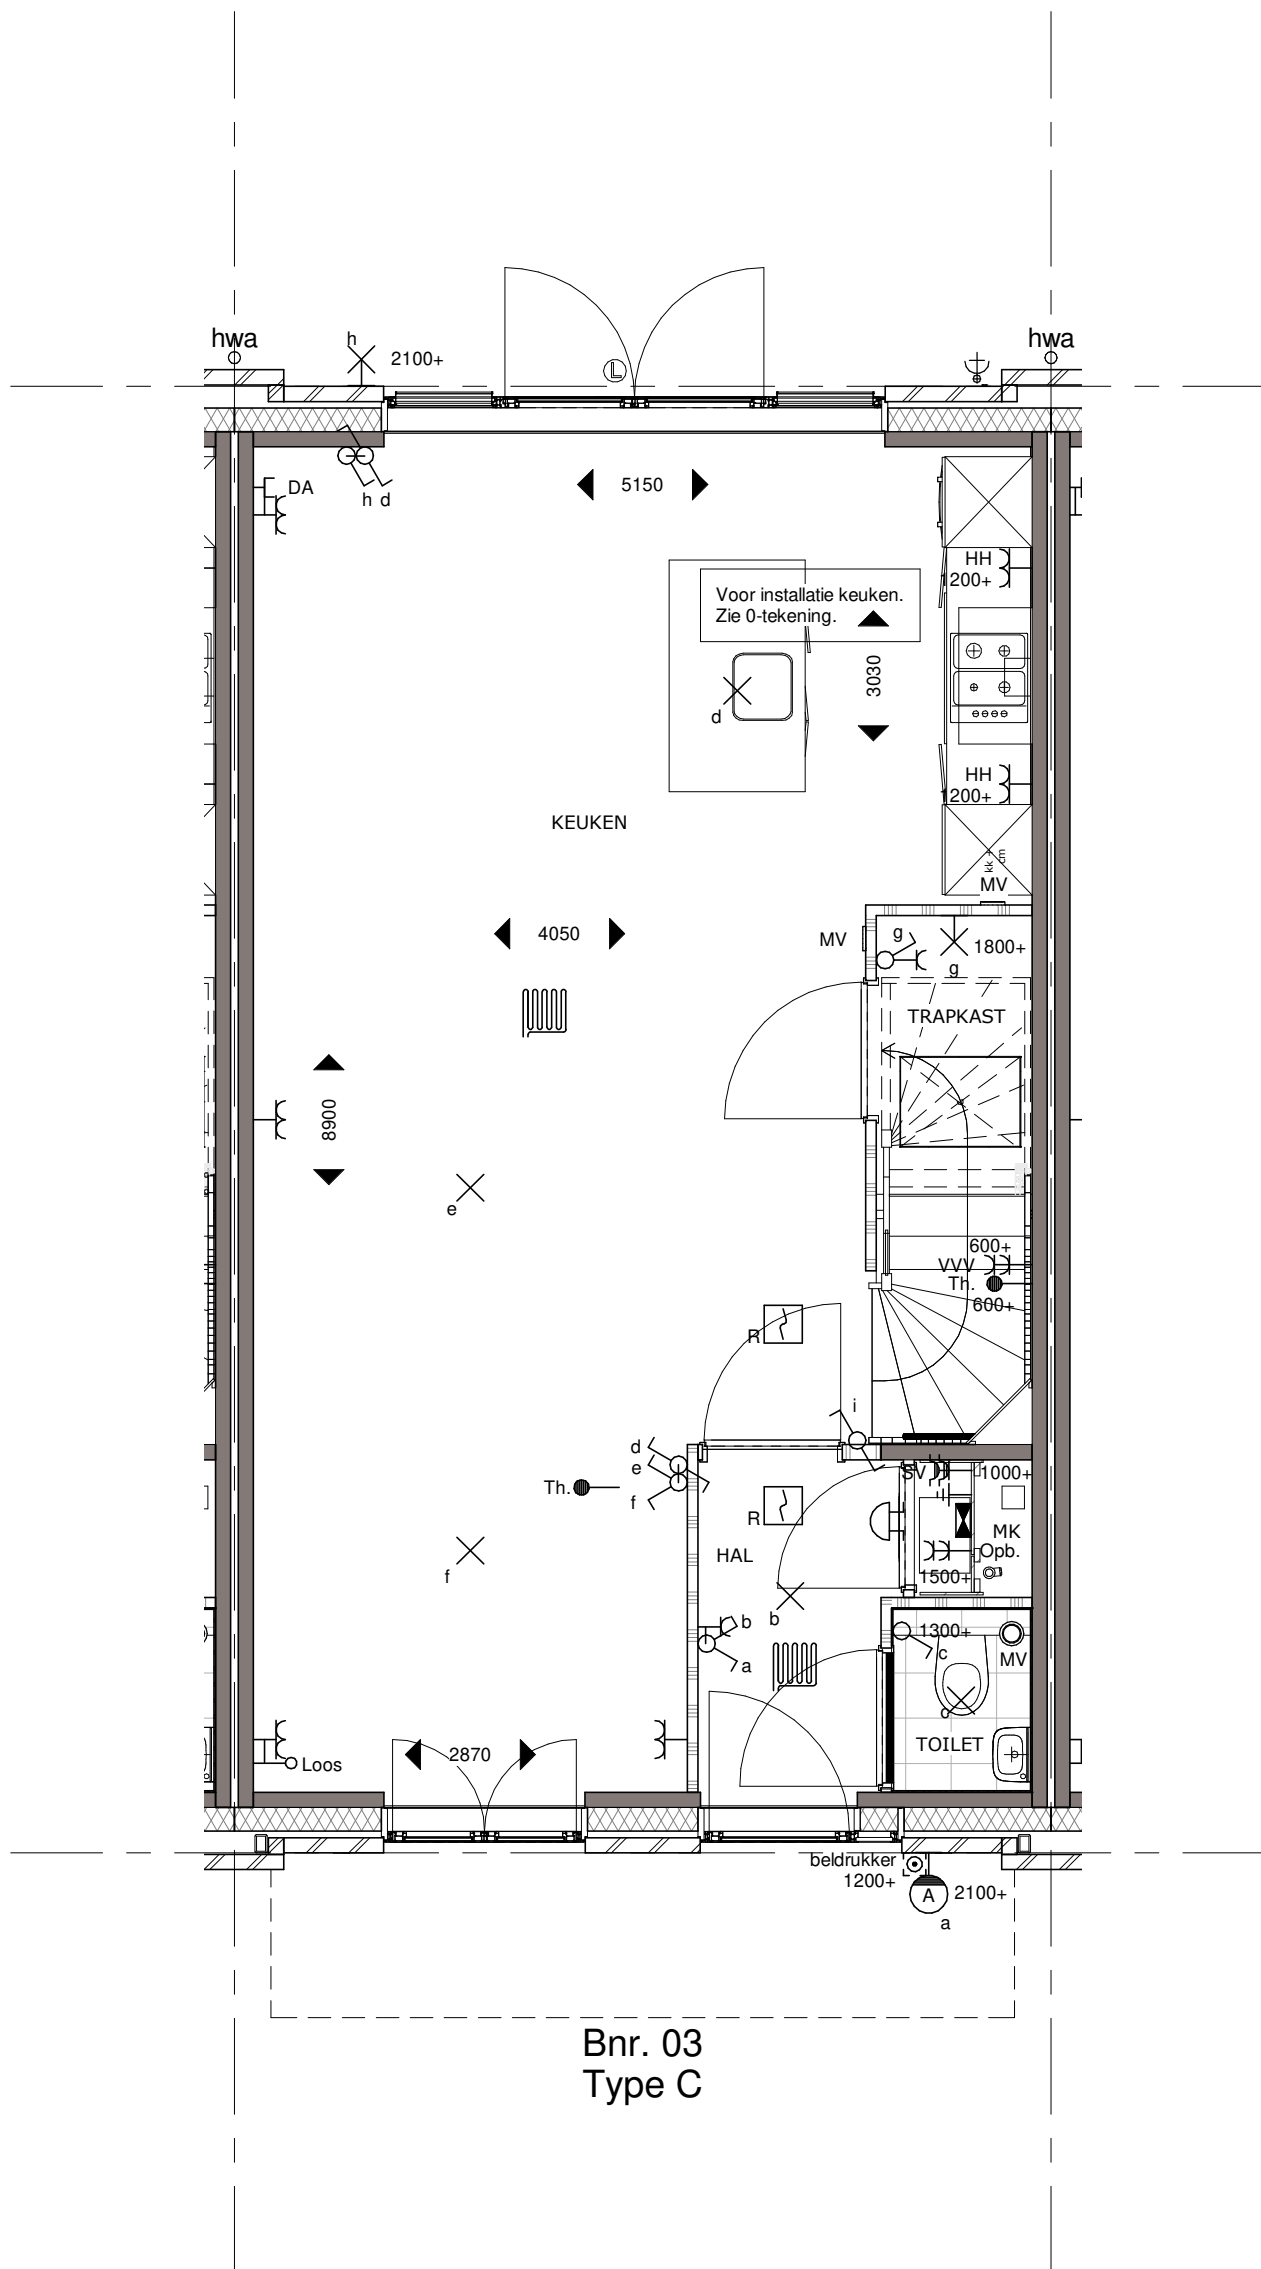 hwa
h
2100+
L
hwa
DA
h d
5150
HH
1200+
Voor installatie keuken.
Zie 0-tekening.
3030
d
HH
1200+
KEUKEN
kk +
cm
MV
4050
MV
g
g
1800+
TRAPKAST
8900
e
600+
VVV
Th.
600+
R
i
d
e
f
Th.
SV
1000+
R
HAL
MK
Opb.
1500+
f
b
b
a
1300+
c
MV
c
TOILET
2870
Loos
beldrukker
1200+
A
2100+
a
Bnr. 03
Type C